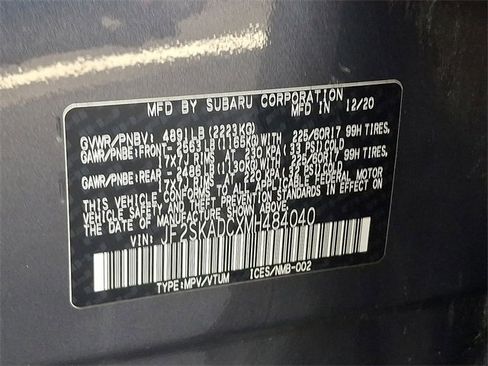 MFD. BY SUBARU CORPORATION
MFD. IN JAPAN 12/20
GVWR/PNBV: 4891LB (2223KG)
GAWR/PNBE:FRONT- 2563LB (1165KG)WITH 225/60R17 99H TIRES,
17X7J RIMS AT 230 KPA (33 PSI)COLD
GAWR/PNBE:REAR - 2486LB (1130KG)WITH 225/60R17 99H TIRES,
17X7J RIMS AT 220 KPA (32 PSI)COLD
THIS VEHICLE CONFORMS TO ALL APPLICABLE FEDERAL MOTOR
VEHICLE SAFETY, BUMPER, AND THEFT PREVENTION STANDARDS
IN EFFECT ON THE DATE OF MANUFACTURE SHOWN ABOVE.
VIN: JF2SKADCXMH484040
TYPE:MPV/VTUM ICES/NMB-002